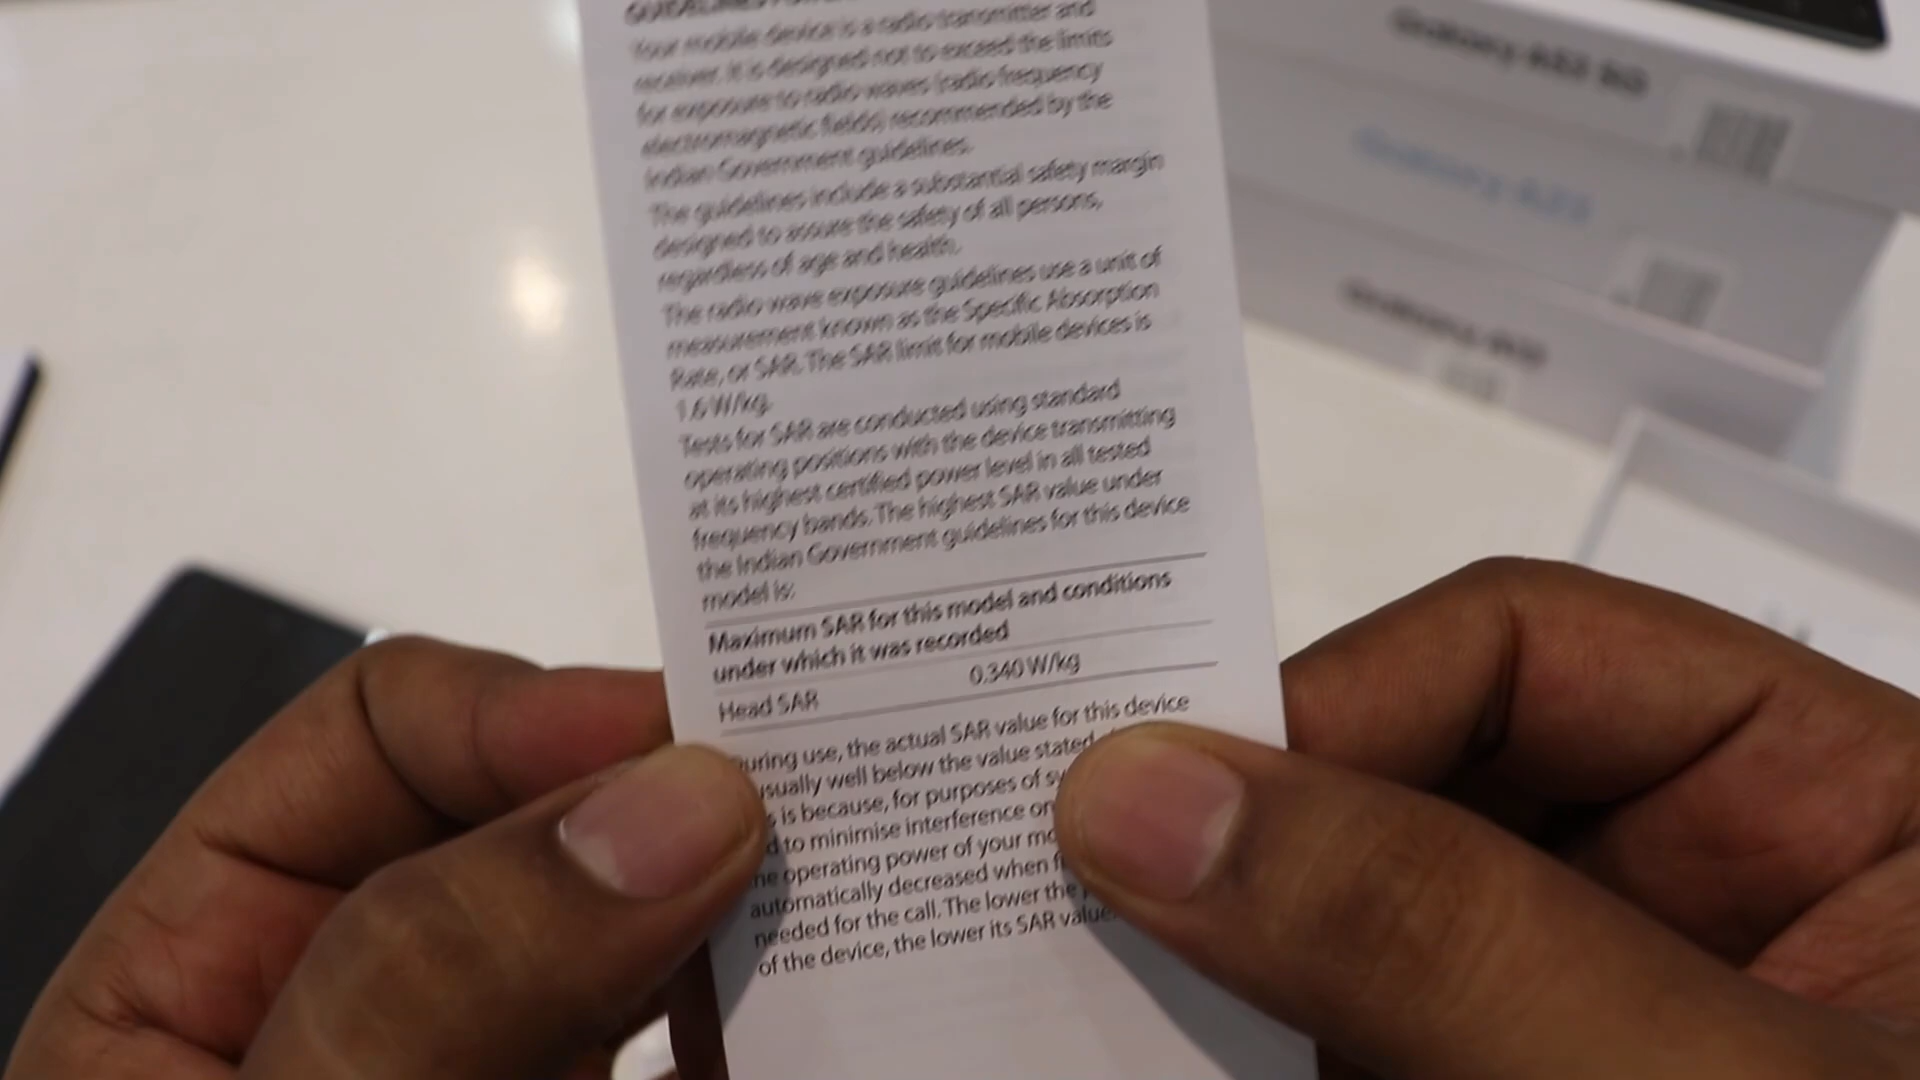 Your mobile device is a radio transmitter and
receiver. It is designed not to exceed the limits
for exposure to radio waves (radio frequency
electromagnetic fields) recommended by the
Indian Government guidelines.
The guidelines include a substantial safety margin
designed to assure the safety of all persons,
regardless of age and health.
The radio wave exposure guidelines use a unit of
measurement known as the Specific Absorption
Rate, or SAR. The SAR limit for mobile devices is
1.6 W/kg.
Tests for SAR are conducted using standard
operating positions with the device transmitting
at its highest certified power level in all tested
frequency bands. The highest SAR value under
the Indian Government guidelines for this device
model is:
Maximum SAR for this model and conditions
under which it was recorded
Head SAR 0.340 W/kg
uring use, the actual SAR value for this device
usually well below the value stated
s is because, for purposes of sy
d to minimise interference on
he operating power of your mo
automatically decreased when f
needed for the call. The lower the
of the device, the lower its SAR value.
Galaxy A23